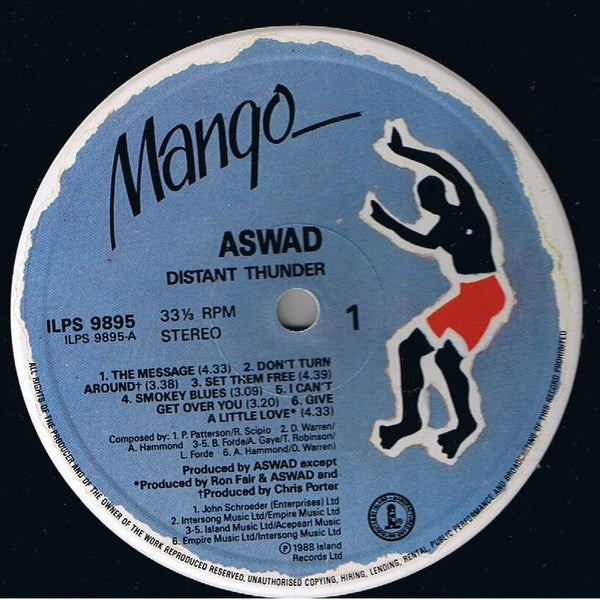 Mango
ASWAD
DISTANT THUNDER
ILPS 9895
ILPS 9895-A
33⅓ RPM
STEREO
1
1. THE MESSAGE (4.33) 2. DON'T TURN
AROUND† (3.38) 3. SET THEM FREE (4.39)
4. SMOKEY BLUES (3.09) 5. I CAN'T
GET OVER YOU (3.20) 6. GIVE
A LITTLE LOVE* (4.33)
Composed by: 1. P. Patterson/R. Scipio 2. D. Warren/
A. Hammond 3-5. B. Forde/A. Gaye/T. Robinson/
L. Forde 6. A. Hammond/D. Warren/
Produced by ASWAD except
*Produced by Ron Fair & ASWAD and
†Produced by Chris Porter
1. John Schroeder (Enterprises) Ltd
2. Intersong Music Ltd/Empire Music Ltd
3-5. Island Music Ltd/Acepearl Music
6. Empire Music Ltd/Intersong Music Ltd
℗ 1988 Island
Records Ltd
ALL RIGHTS OF THE PRODUCER AND OF THE OWNER OF THE WORK REPRODUCED RESERVED. UNAUTHORISED COPYING, HIRING, LENDING, RENTAL, PUBLIC PERFORMANCE AND BROADCASTING OF THIS RECORD PROHIBITED